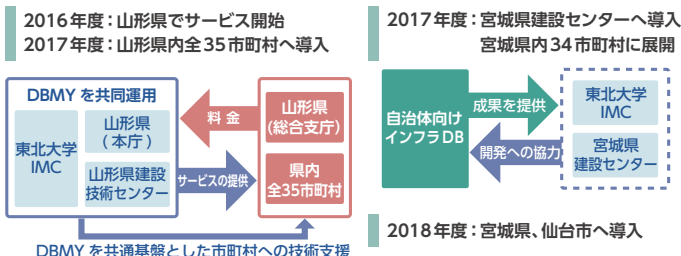 2016年度：山形県でサービス開始
2017年度：山形県内全35市町村へ導入
DBMYを共同運用
東北大学
IMC
山形県
(本庁)
山形県建設
技術センター
料金
サービスの提供
山形県
(総合支庁)
県内
全35市町村
DBMYを共通基盤とした市町村への技術支援
2017年度：宮城県建設センターへ導入
宮城県内34市町村に展開
自治体向け
インフラDB
成果を提供
開発への協力
東北大学
IMC
宮城県
建設センター
2018年度：宮城県、仙台市へ導入